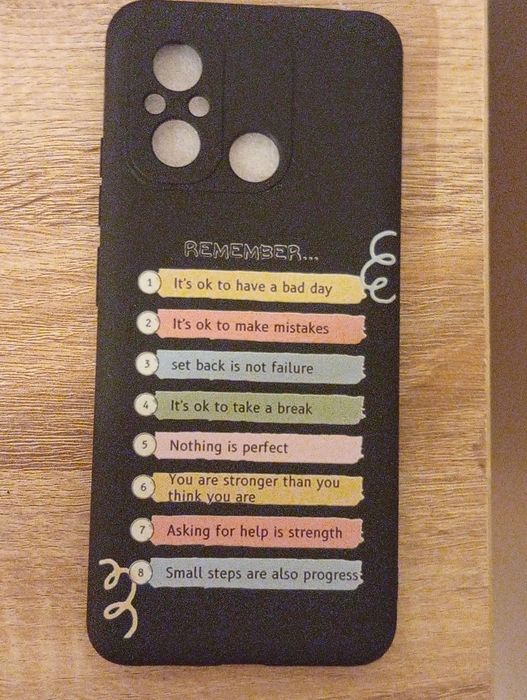 REMEMBER...
1 It's ok to have a bad day
2 It's ok to make mistakes
3 set back is not failure
4 It's ok to take a break
5 Nothing is perfect
6 You are stronger than you
think you are
7 Asking for help is strength
8 Small steps are also progress